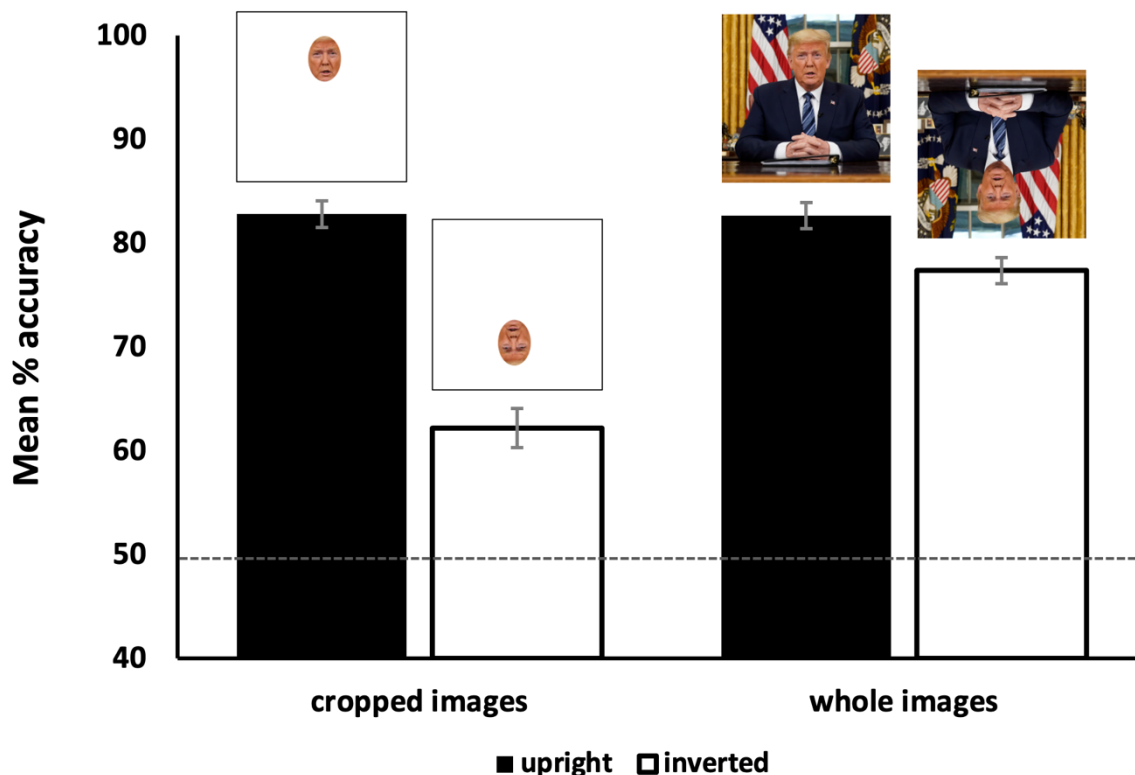 Mean % accuracy
100
90
80
70
60
50
40
cropped images
whole images
upright
inverted